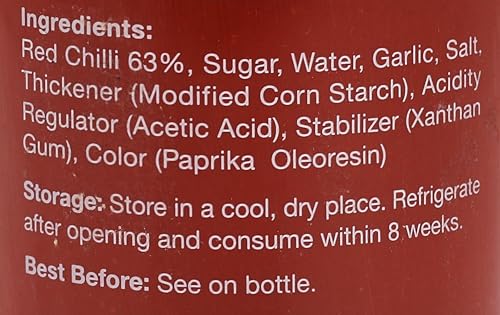 Ingredients:
Red Chilli 63%, Sugar, Water, Garlic, Salt,
Thickener (Modified Corn Starch), Acidity
Regulator (Acetic Acid), Stabilizer (Xanthan
Gum), Color (Paprika Oleoresin)
Storage: Store in a cool, dry place. Refrigerate
after opening and consume within 8 weeks.
Best Before: See on bottle.